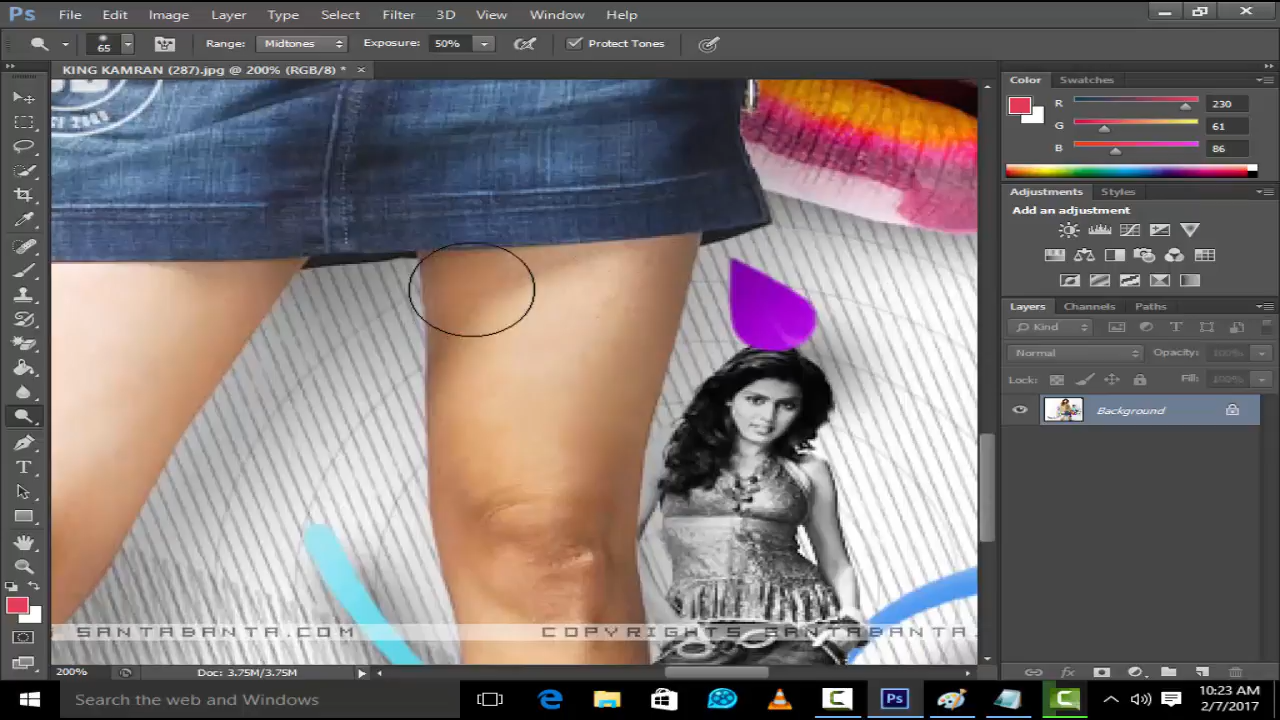 Ps File Edit Image Layer Type Select Filter 3D View Window Help
65 Range: Midtones Exposure: 50% Protect Tones
KING KAMRAN (287).jpg @ 200% (RGB/8) *
Color Swatches
R 230
G 61
B 86
Adjustments Styles
Add an adjustment
Layers Channels Paths
Kind
Normal Opacity: 100%
Lock: Fill: 100%
Background
SANTABANTA.COM COPYRIGHTS SANTABANTA.
200% Doc: 3.75M/3.75M
Search the web and Windows
Ps
10:23 AM
2/7/2017